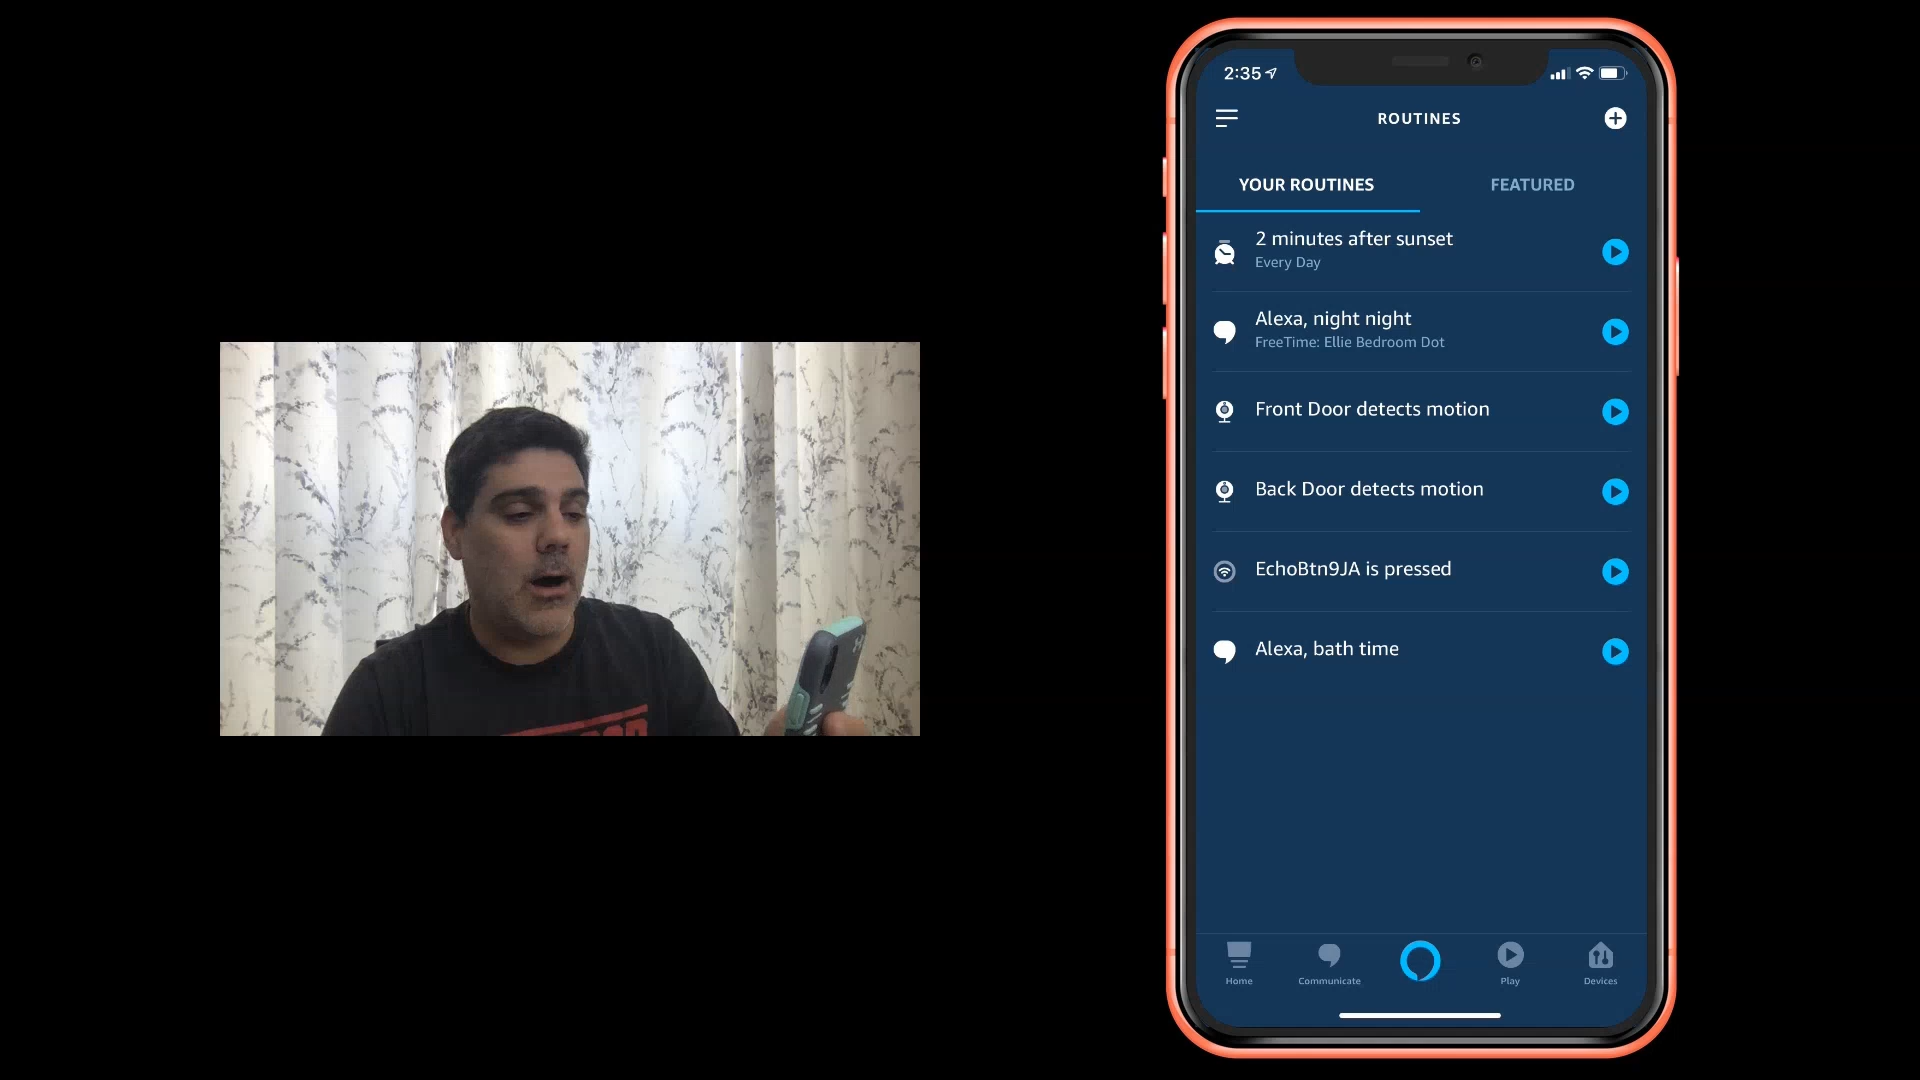 2:35
ROUTINES
YOUR ROUTINES
FEATURED
2 minutes after sunset
Every Day
Alexa, night night
FreeTime: Ellie Bedroom Dot
Front Door detects motion
Back Door detects motion
EchoBtn9JA is pressed
Alexa, bath time
Home
Communicate
Play
Devices